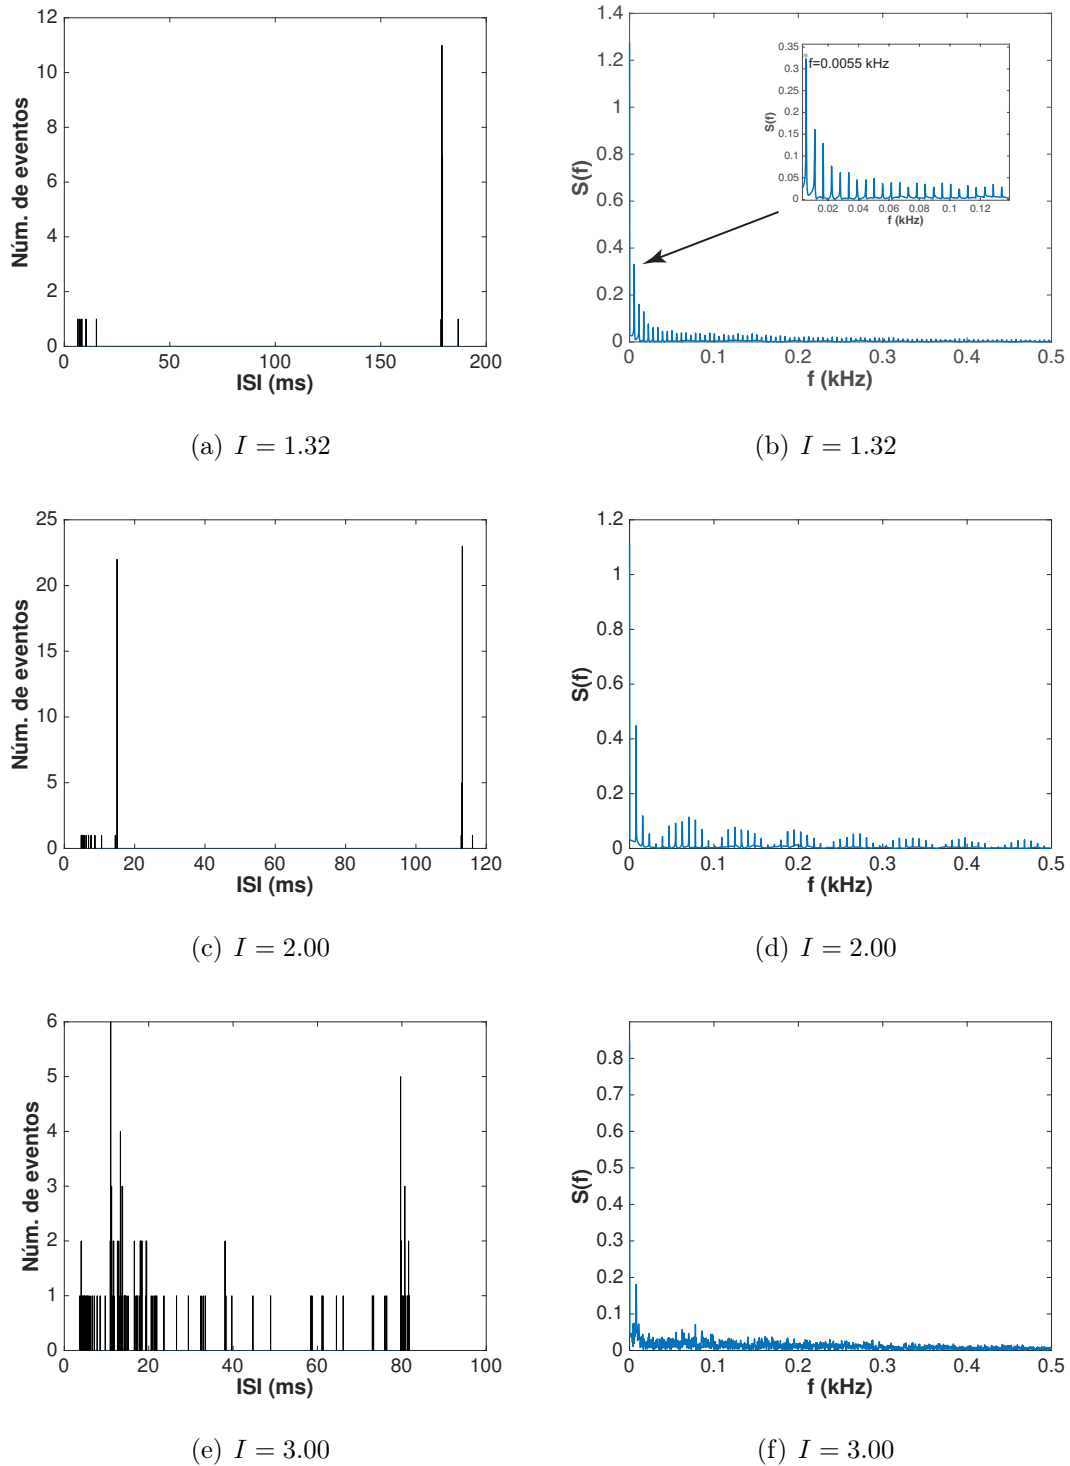 12
10
8
6
4
2
0
Núm. de eventos
0 50 100 150 200
ISI (ms)
(a) I = 1.32
1.4
1.2
1
0.8
0.6
0.4
0.2
0
S(f)
0 0.1 0.2 0.3 0.4 0.5
f (kHz)
0.35
0.3
0.25
0.2
0.15
0.1
0.05
0
S(f)
f=0.0055 kHz
0.02 0.04 0.06 0.08 0.1 0.12
f (kHz)
(b) I = 1.32
25
20
15
10
5
0
Núm. de eventos
0 20 40 60 80 100 120
ISI (ms)
(c) I = 2.00
1.2
1
0.8
0.6
0.4
0.2
0
S(f)
0 0.1 0.2 0.3 0.4 0.5
f (kHz)
(d) I = 2.00
6
5
4
3
2
1
0
Núm. de eventos
0 20 40 60 80 100
ISI (ms)
(e) I = 3.00
0.8
0.7
0.6
0.5
0.4
0.3
0.2
0.1
0
S(f)
0 0.1 0.2 0.3 0.4 0.5
f (kHz)
(f) I = 3.00